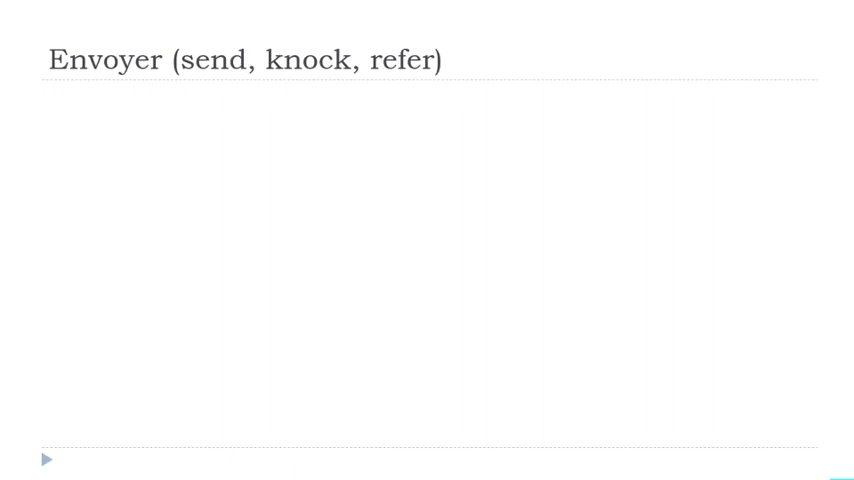 Envoyer (send, knock, refer)